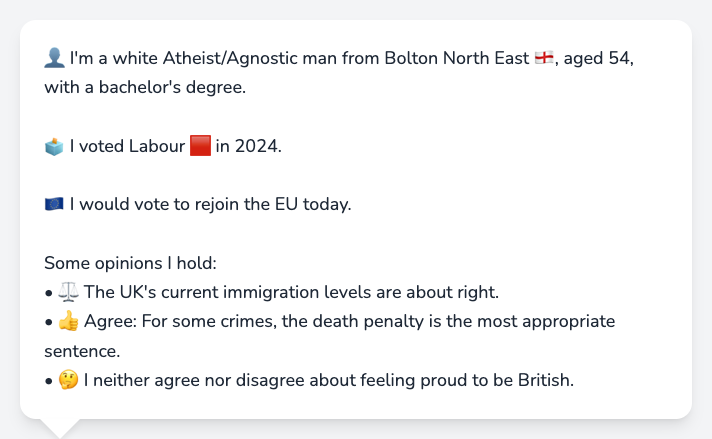 👤 I'm a white Atheist/Agnostic man from Bolton North East 🏴󠁧󠁢󠁥󠁮󠁧󠁿, aged 54,
with a bachelor's degree.
🗳️ I voted Labour 🟥 in 2024.
🇪🇺 I would vote to rejoin the EU today.
Some opinions I hold:
• ⚖️ The UK's current immigration levels are about right.
• 👍 Agree: For some crimes, the death penalty is the most appropriate
sentence.
• 🤔 I neither agree nor disagree about feeling proud to be British.